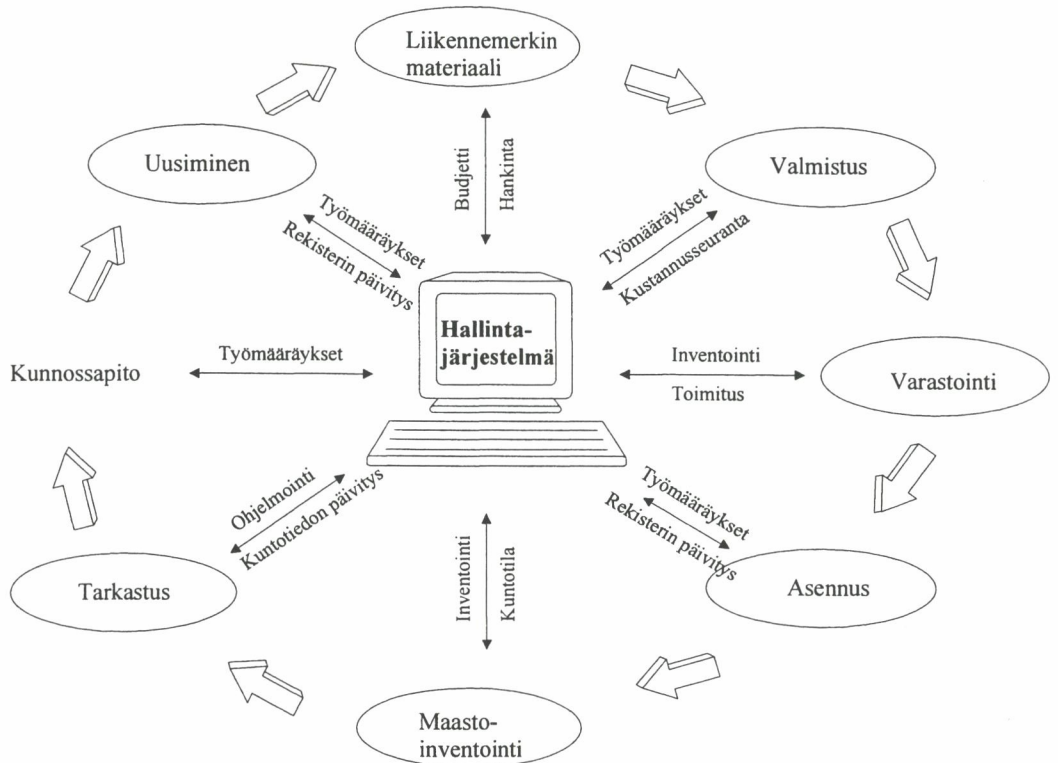 Liikennemerkin
materiaali
Uusiminen
Valmistus
Budjetti
Hankinta
Työmääräykset
Rekisterin päivitys
Työmääräykset
Kustannusseuranta
Hallinta-
järjestelmä
Kunnossapito
Työmääräykset
Inventointi
Toimitus
Varastointi
Ohjelmointi
Kuntotiedon päivitys
Työmääräykset
Rekisterin päivitys
Inventointi
Kuntotila
Tarkastus
Asennus
Maasto-
inventointi